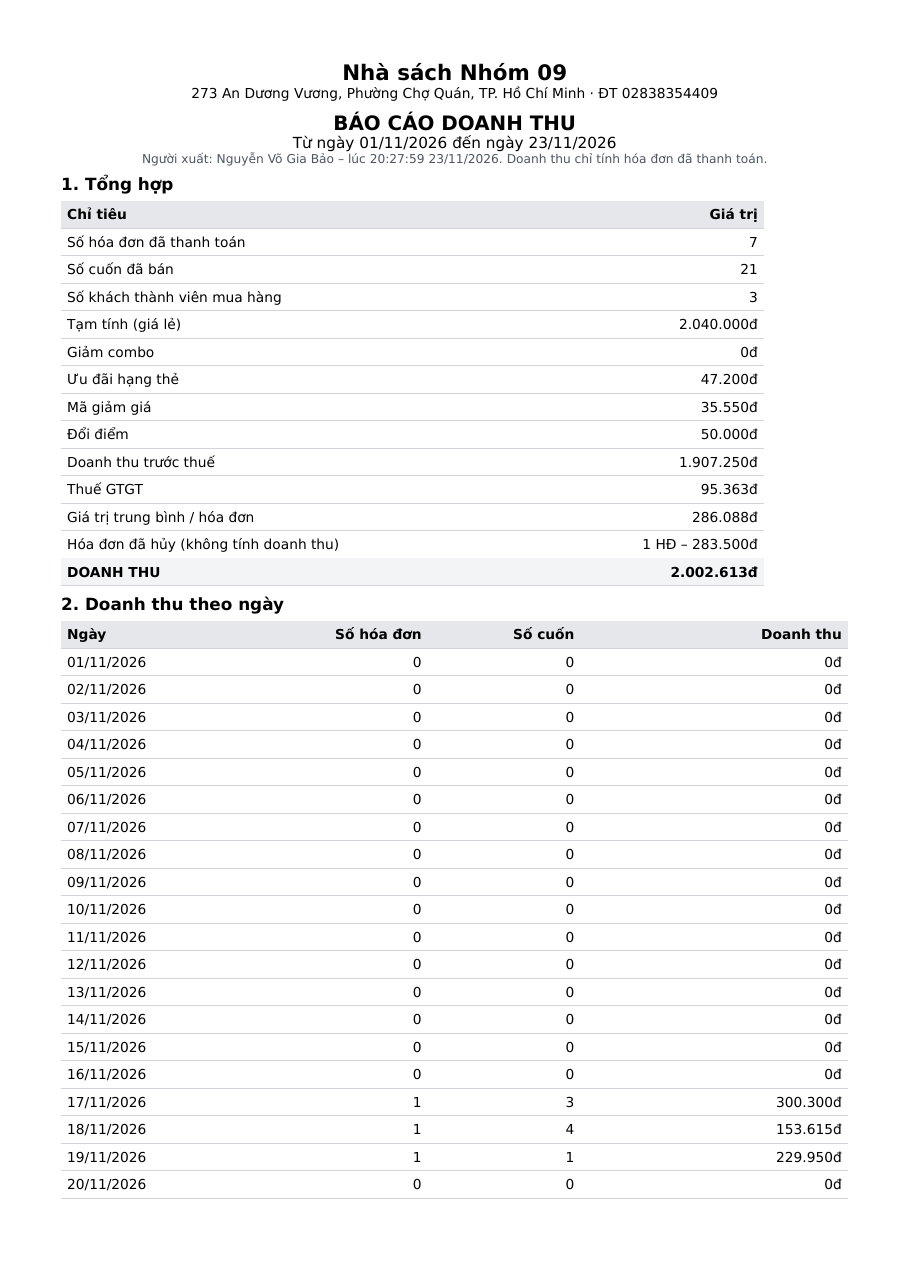 Nhà sách Nhóm 09
273 An Dương Vương, Phường Chợ Quán, TP. Hồ Chí Minh · ĐT 02838354409
BÁO CÁO DOANH THU
Từ ngày 01/11/2026 đến ngày 23/11/2026
Người xuất: Nguyễn Võ Gia Bảo – lúc 20:27:59 23/11/2026. Doanh thu chỉ tính hóa đơn đã thanh toán.
1. Tổng hợp
Chỉ tiêu Giá trị
Số hóa đơn đã thanh toán 7
Số cuốn đã bán 21
Số khách thành viên mua hàng 3
Tạm tính (giá lẻ) 2.040.000đ
Giảm combo 0đ
Ưu đãi hạng thẻ 47.200đ
Mã giảm giá 35.550đ
Đổi điểm 50.000đ
Doanh thu trước thuế 1.907.250đ
Thuế GTGT 95.363đ
Giá trị trung bình / hóa đơn 286.088đ
Hóa đơn đã hủy (không tính doanh thu) 1 HĐ – 283.500đ
DOANH THU 2.002.613đ
2. Doanh thu theo ngày
Ngày Số hóa đơn Số cuốn Doanh thu
01/11/2026 0 0 0đ
02/11/2026 0 0 0đ
03/11/2026 0 0 0đ
04/11/2026 0 0 0đ
05/11/2026 0 0 0đ
06/11/2026 0 0 0đ
07/11/2026 0 0 0đ
08/11/2026 0 0 0đ
09/11/2026 0 0 0đ
10/11/2026 0 0 0đ
11/11/2026 0 0 0đ
12/11/2026 0 0 0đ
13/11/2026 0 0 0đ
14/11/2026 0 0 0đ
15/11/2026 0 0 0đ
16/11/2026 0 0 0đ
17/11/2026 1 3 300.300đ
18/11/2026 1 4 153.615đ
19/11/2026 1 1 229.950đ
20/11/2026 0 0 0đ